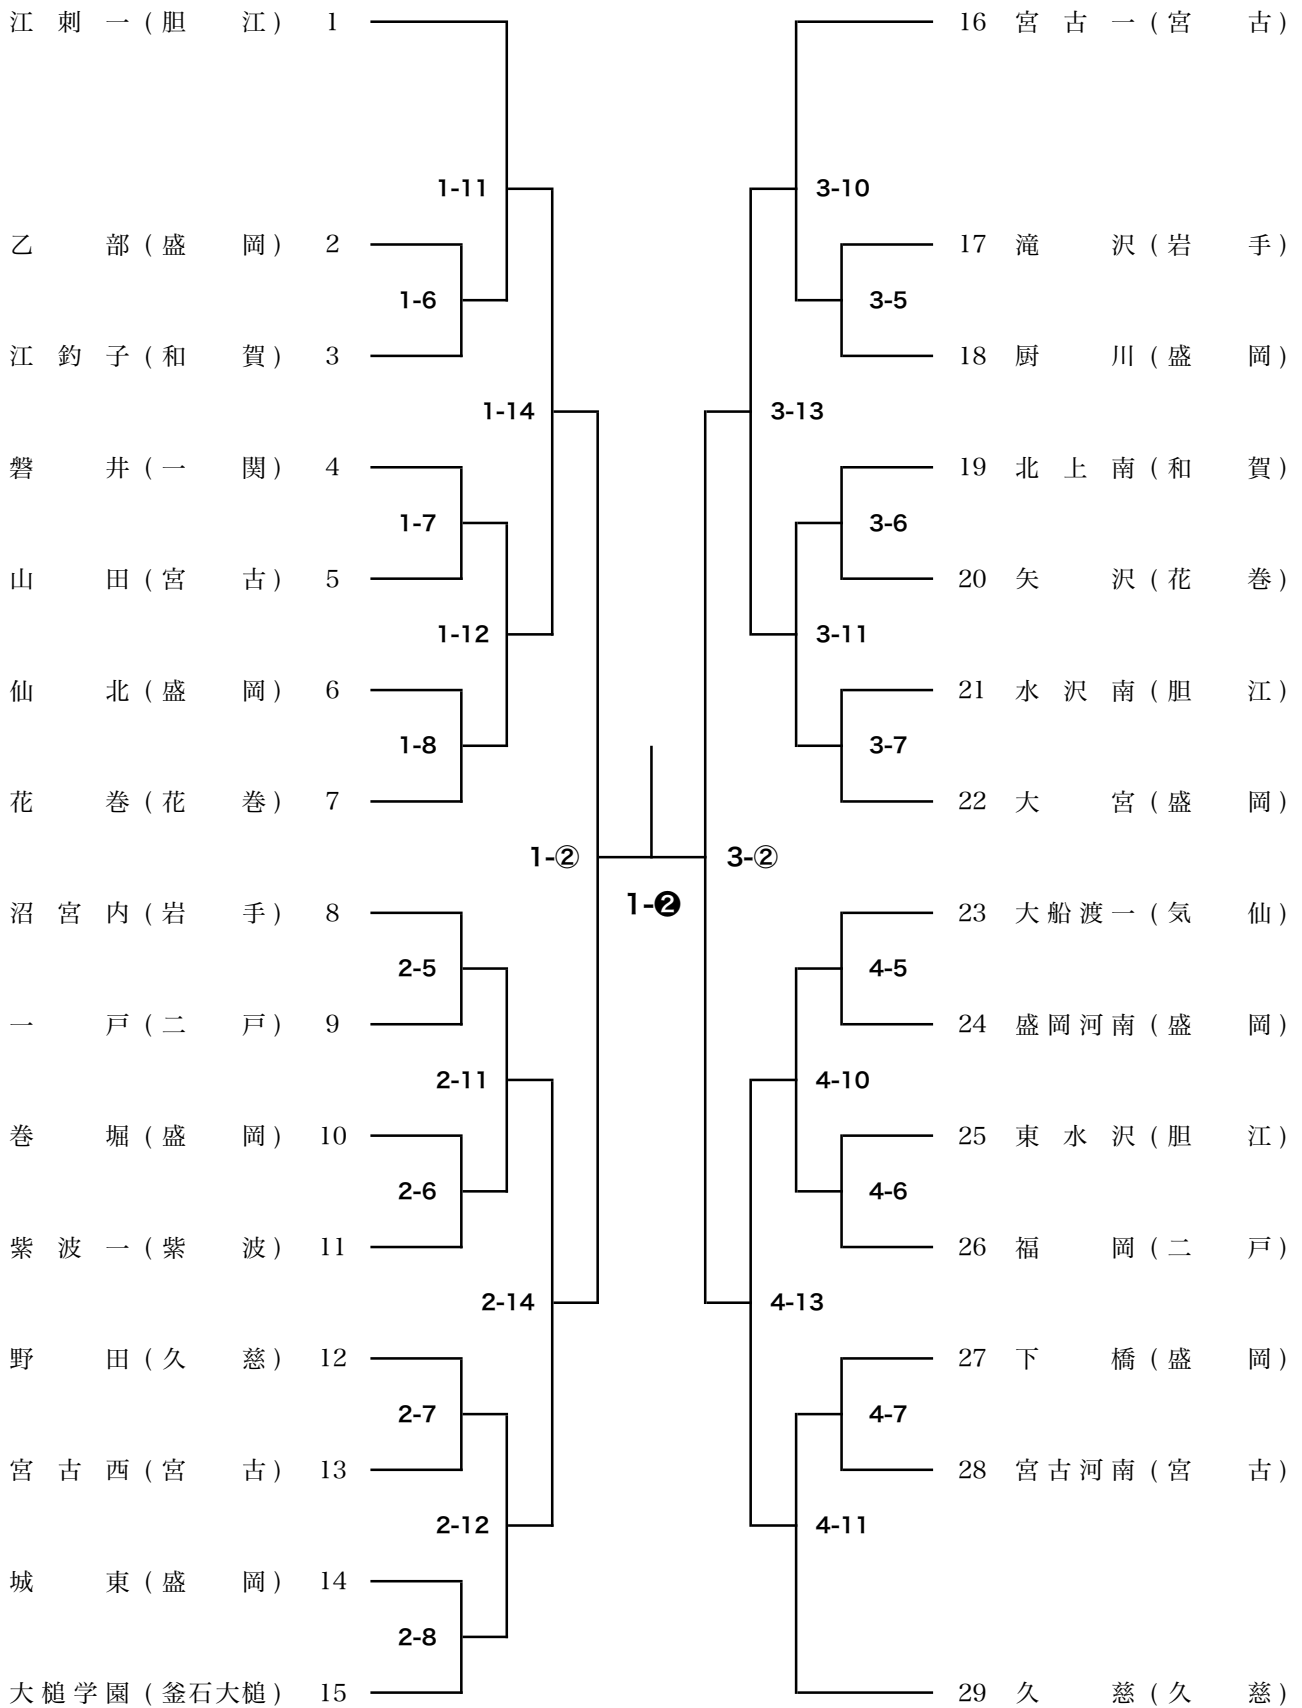 江刺一(胆江) 1
16 宮古一(宮古)
1-11
3-10
乙部(盛岡) 2
17 滝沢(岩手)
1-6
3-5
江釣子(和賀) 3
18 厨川(盛岡)
1-14
3-13
磐井(一関) 4
19 北上南(和賀)
1-7
3-6
山田(宮古) 5
20 矢沢(花巻)
1-12
3-11
仙北(盛岡) 6
21 水沢南(胆江)
1-8
3-7
花巻(花巻) 7
22 大宮(盛岡)
1-②
3-②
1-❷
沼宮内(岩手) 8
23 大船渡一(気仙)
2-5
4-5
一戸(二戸) 9
24 盛岡河南(盛岡)
2-11
4-10
巻堀(盛岡) 10
25 東水沢(胆江)
2-6
4-6
紫波一(紫波) 11
26 福岡(二戸)
2-14
4-13
野田(久慈) 12
27 下橋(盛岡)
2-7
4-7
宮古西(宮古) 13
28 宮古河南(宮古)
2-12
4-11
城東(盛岡) 14
2-8
大槌学園(釜石大槌) 15
29 久慈(久慈)